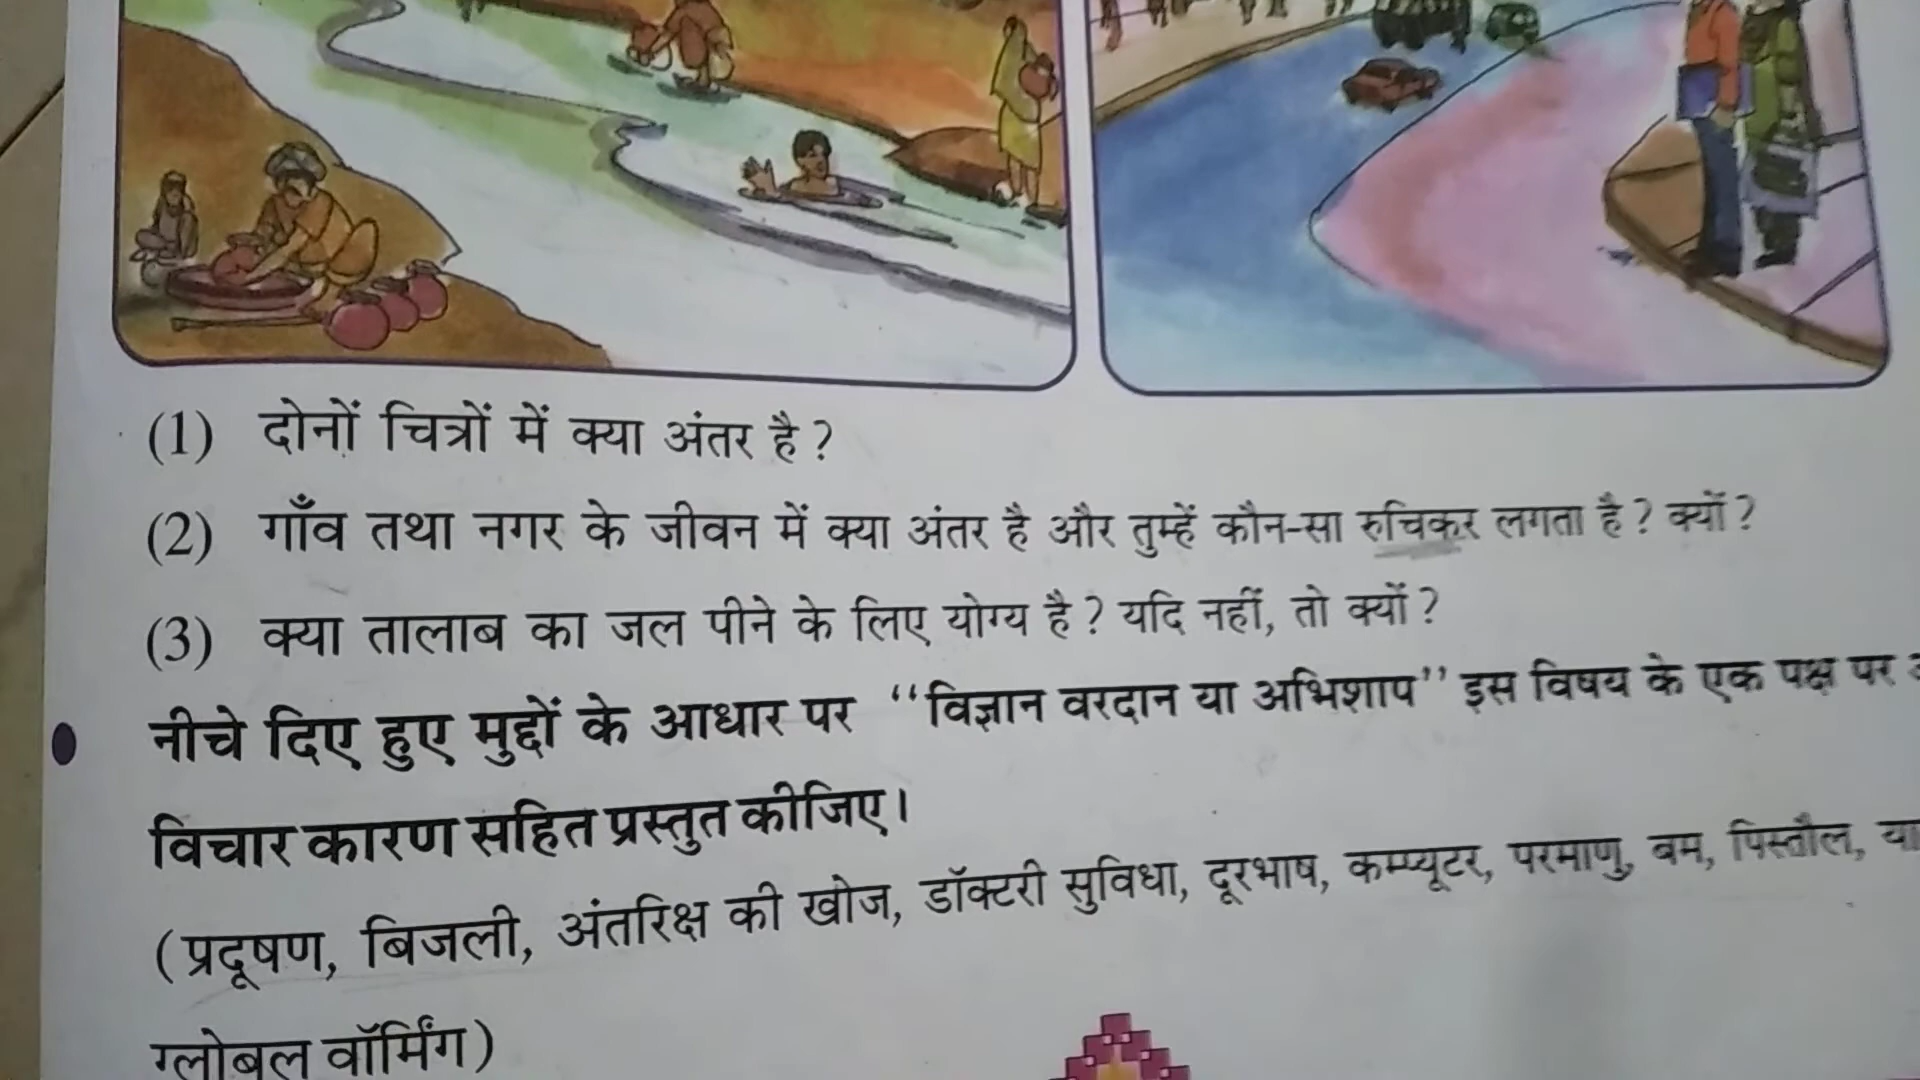 (1) दोनों चित्रों में क्या अंतर है ?
(2) गाँव तथा नगर के जीवन में क्या अंतर है और तुम्हें कौन-सा रुचिकर लगता है ? क्यों ?
(3) क्या तालाब का जल पीने के लिए योग्य है ? यदि नहीं, तो क्यों ?
नीचे दिए हुए मुद्दों के आधार पर ‘‘विज्ञान वरदान या अभिशाप’’ इस विषय के एक पक्ष पर
विचार कारण सहित प्रस्तुत कीजिए।
(प्रदूषण, बिजली, अंतरिक्ष की खोज, डॉक्टरी सुविधा, दूरभाष, कम्प्यूटर, परमाणु, बम, पिस्तौल,
ग्लोबल वॉर्मिंग)